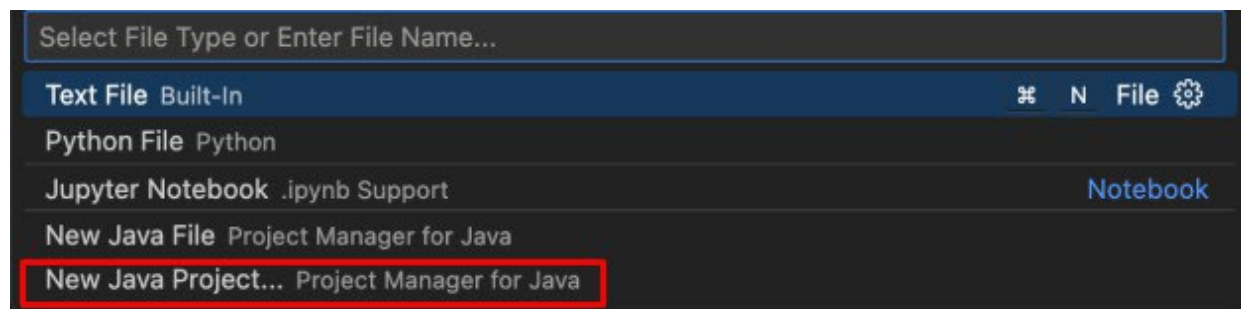 Select File Type or Enter File Name...
Text File Built-In ⌘ N File
Python File Python
Jupyter Notebook .ipynb Support Notebook
New Java File Project Manager for Java
New Java Project... Project Manager for Java